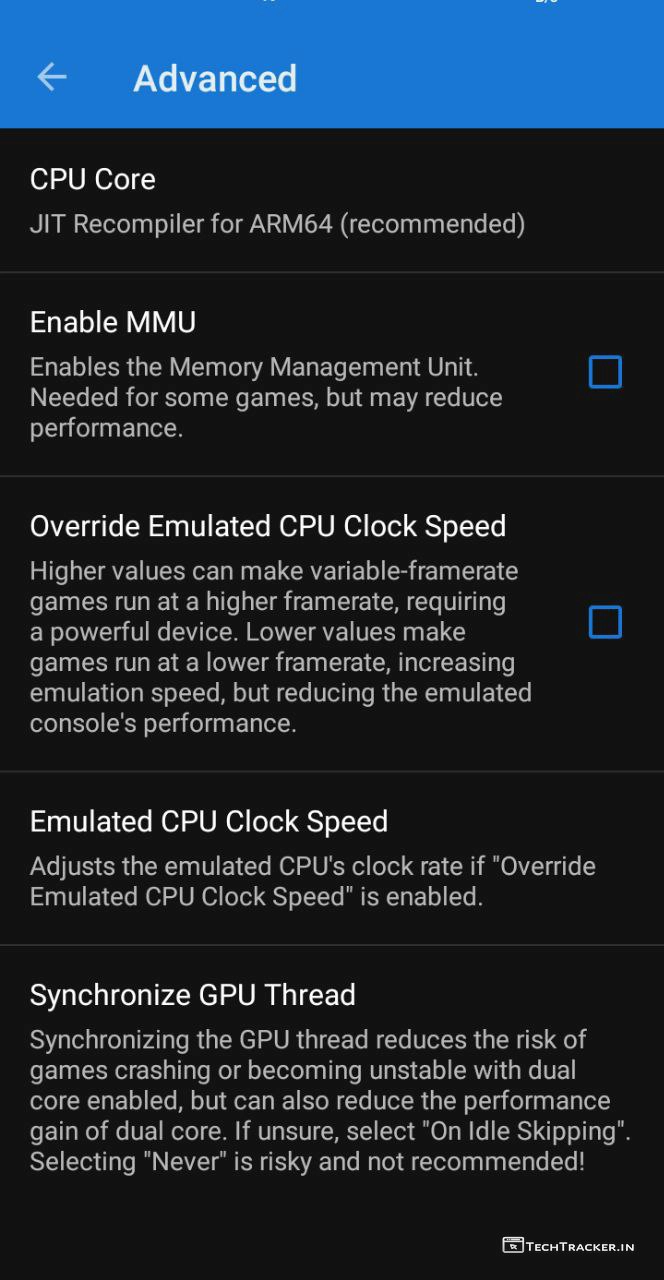 Advanced
CPU Core
JIT Recompiler for ARM64 (recommended)
Enable MMU
Enables the Memory Management Unit.
Needed for some games, but may reduce
performance.
Override Emulated CPU Clock Speed
Higher values can make variable-framerate
games run at a higher framerate, requiring
a powerful device. Lower values make
games run at a lower framerate, increasing
emulation speed, but reducing the emulated
console's performance.
Emulated CPU Clock Speed
Adjusts the emulated CPU's clock rate if "Override
Emulated CPU Clock Speed" is enabled.
Synchronize GPU Thread
Synchronizing the GPU thread reduces the risk of
games crashing or becoming unstable with dual
core enabled, but can also reduce the performance
gain of dual core. If unsure, select "On Idle Skipping".
Selecting "Never" is risky and not recommended!
TECHTRACKER.IN